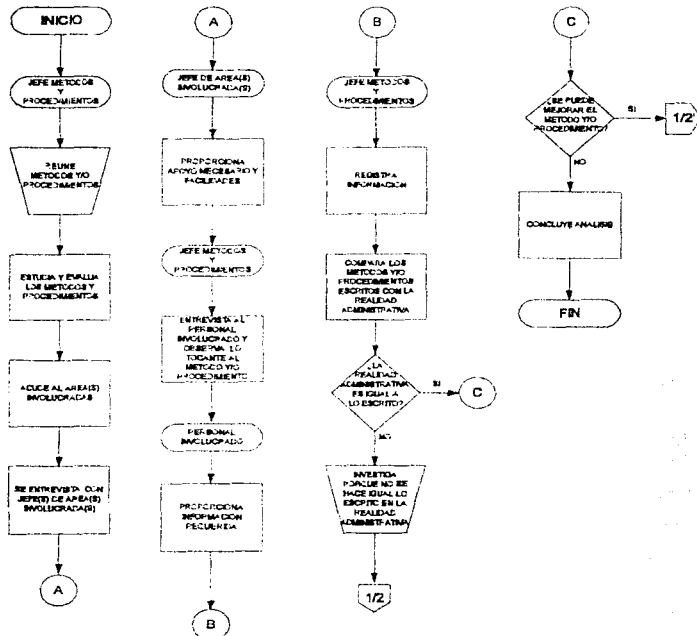 INICIO
JEFE METODOS
Y
PROCEDIMIENTOS
REUNE
METODOS Y/O
PROCEDIMIENTOS
ESTUDIA Y EVALUA
LOS METODOS Y
PROCEDIMIENTOS
ACUDE AL AREA(S)
INVOLUCRADAS
SE ENTREVISTA CON
JEFE(S) DE AREA(S)
INVOLUCRADA(S)
A
A
JEFE DE AREA(S)
INVOLUCRADA(S)
PROPORCIONA
APOYO NECESARIO Y
FACILIDADES
JEFE METODOS
Y
PROCEDIMIENTOS
ENTREVISTA AL
PERSONAL
INVOLUCRADO Y
OBSERVA LO
TOCANTE AL
METODO Y/O
PROCEDIMIENTO
PERSONAL
INVOLUCRADO
PROPORCIONA
INFORMACION
REQUERIDA
B
B
JEFE METODOS
Y
PROCEDIMIENTOS
REGISTRA
INFORMACION
COMPARA LOS
METODOS Y/O
PROCEDIMIENTOS
ESCRITOS CON LA
REALIDAD
ADMINISTRATIVA
¿LA
REALIDAD
ADMINISTRATIVA
ES IGUAL A
LO ESCRITO?
SI
C
NO
INVESTIGA
PORQUE NO SE
HACE IGUAL LO
ESCRITO EN LA
REALIDAD
ADMINISTRATIVA
1/2
C
¿SE PUEDE
MEJORAR EL
METODO Y/O
PROCEDIMIENTO?
SI
1/2
NO
CONCLUYE ANALISIS
FIN